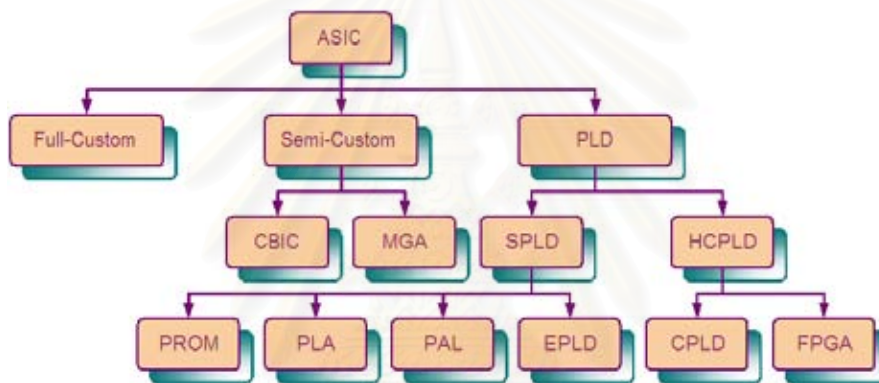 ASIC
Full-Custom
Semi-Custom
PLD
CBIC
MGA
SPLD
HCPLD
PROM
PLA
PAL
EPLD
CPLD
FPGA